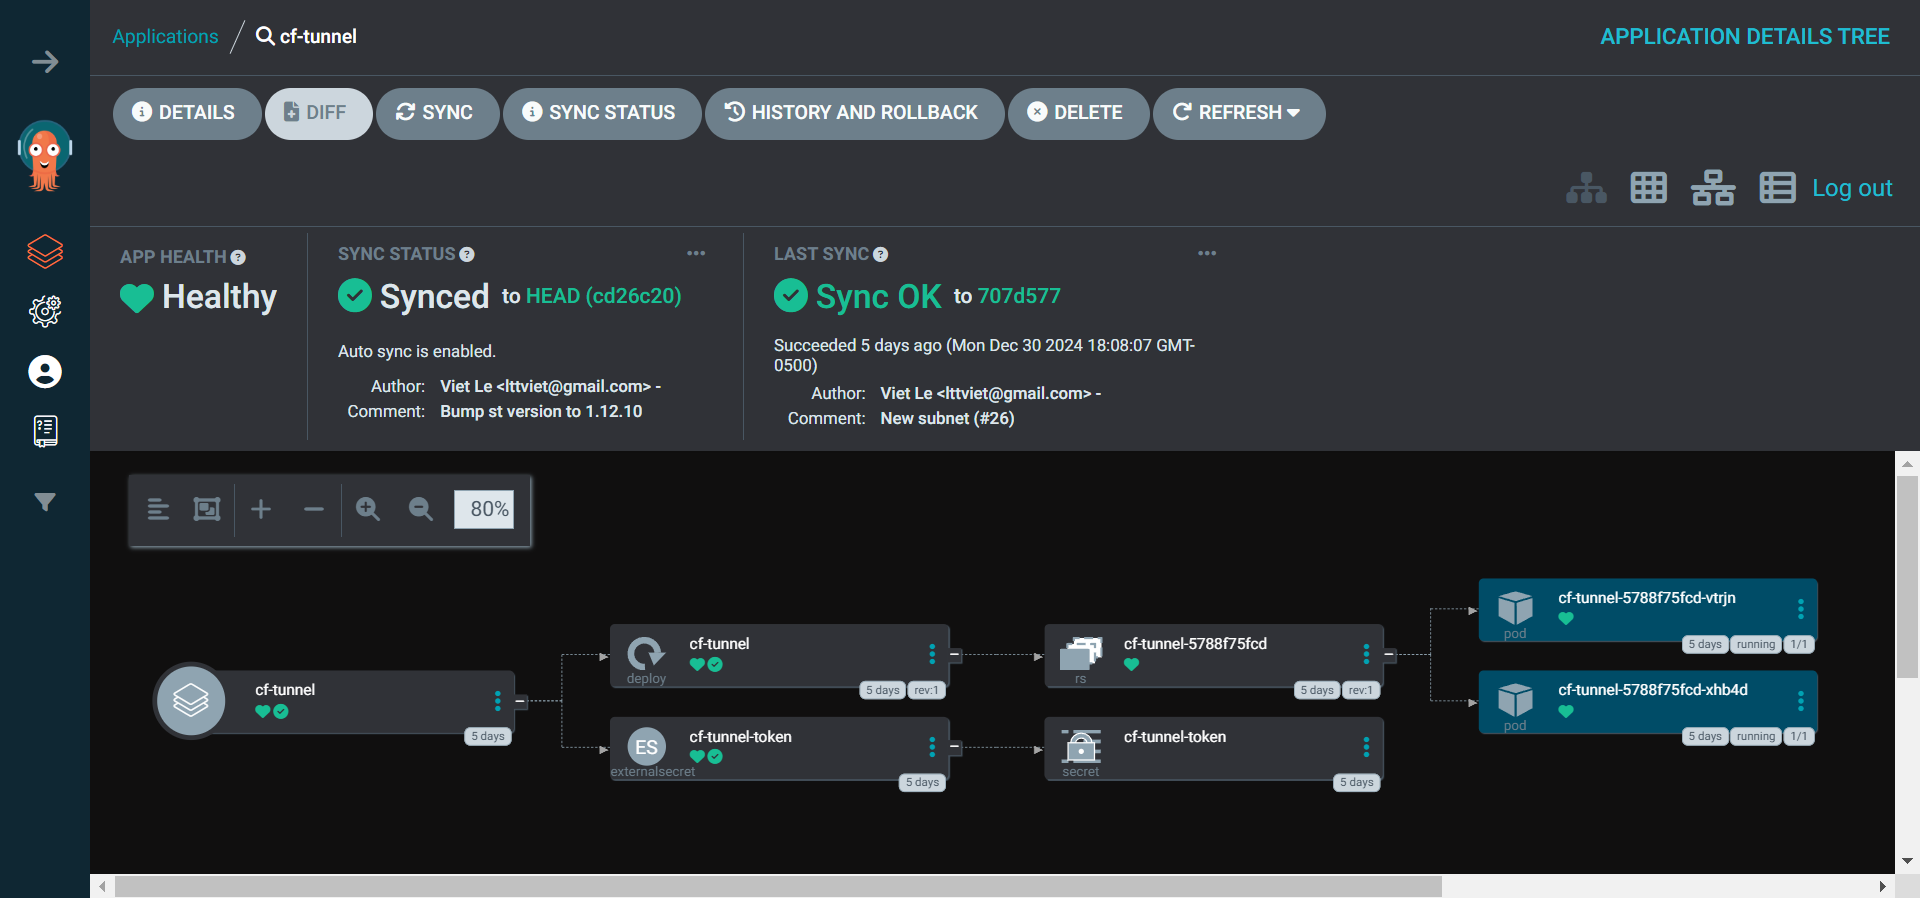 Applications / cf-tunnel
APPLICATION DETAILS TREE
DETAILS DIFF SYNC SYNC STATUS HISTORY AND ROLLBACK DELETE REFRESH
Log out
APP HEALTH
Healthy
SYNC STATUS
Synced to HEAD (cd26c20)
Auto sync is enabled.
Author: Viet Le <lttviet@gmail.com> -
Comment: Bump st version to 1.12.10
LAST SYNC
Sync OK to 707d577
Succeeded 5 days ago (Mon Dec 30 2024 18:08:07 GMT-
0500)
Author: Viet Le <lttviet@gmail.com> -
Comment: New subnet (#26)
80%
cf-tunnel
5 days
cf-tunnel
deploy
5 days rev:1
ES
cf-tunnel-token
externalsecret
5 days
cf-tunnel-5788f75fcd
rs
5 days rev:1
cf-tunnel-token
secret
5 days
cf-tunnel-5788f75fcd-vtrjn
pod
5 days running 1/1
cf-tunnel-5788f75fcd-xhb4d
pod
5 days running 1/1